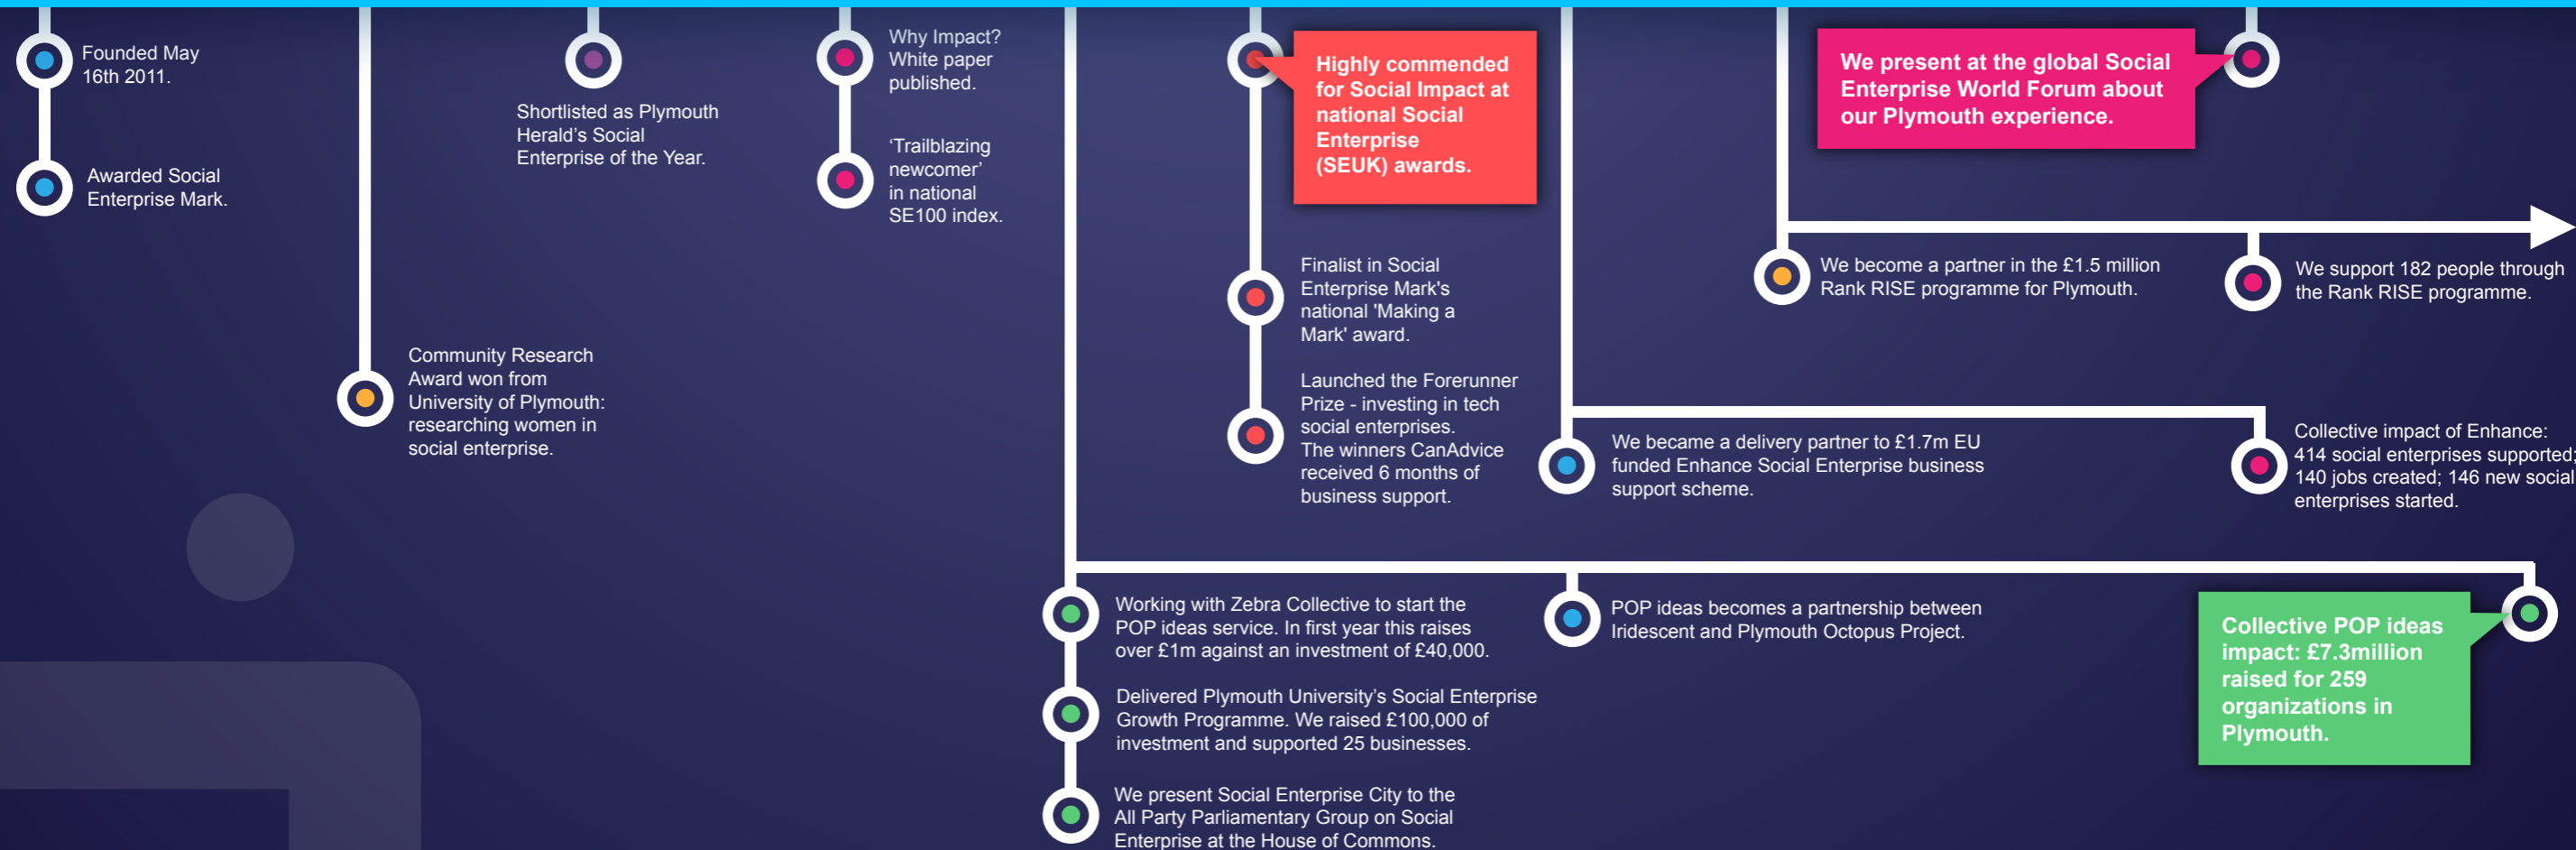 Founded May
16th 2011.
Awarded Social
Enterprise Mark.
Community Research
Award won from
University of Plymouth:
researching women in
social enterprise.
Shortlisted as Plymouth
Herald’s Social
Enterprise of the Year.
Why Impact?
White paper
published.
‘Trailblazing
newcomer’
in national
SE100 index.
Highly commended
for Social Impact at
national Social
Enterprise
(SEUK) awards.
Finalist in Social
Enterprise Mark's
national 'Making a
Mark' award.
Launched the Forerunner
Prize - investing in tech
social enterprises.
The winners CanAdvice
received 6 months of
business support.
We present at the global Social
Enterprise World Forum about
our Plymouth experience.
We become a partner in the £1.5 million
Rank RISE programme for Plymouth.
We support 182 people through
the Rank RISE programme.
We became a delivery partner to £1.7m EU
funded Enhance Social Enterprise business
support scheme.
Collective impact of Enhance:
414 social enterprises supported;
140 jobs created; 146 new social
enterprises started.
Working with Zebra Collective to start the
POP ideas service. In first year this raises
over £1m against an investment of £40,000.
Delivered Plymouth University’s Social Enterprise
Growth Programme. We raised £100,000 of
investment and supported 25 businesses.
We present Social Enterprise City to the
All Party Parliamentary Group on Social
Enterprise at the House of Commons.
POP ideas becomes a partnership between
Iridescent and Plymouth Octopus Project.
Collective POP ideas
impact: £7.3million
raised for 259
organizations in
Plymouth.